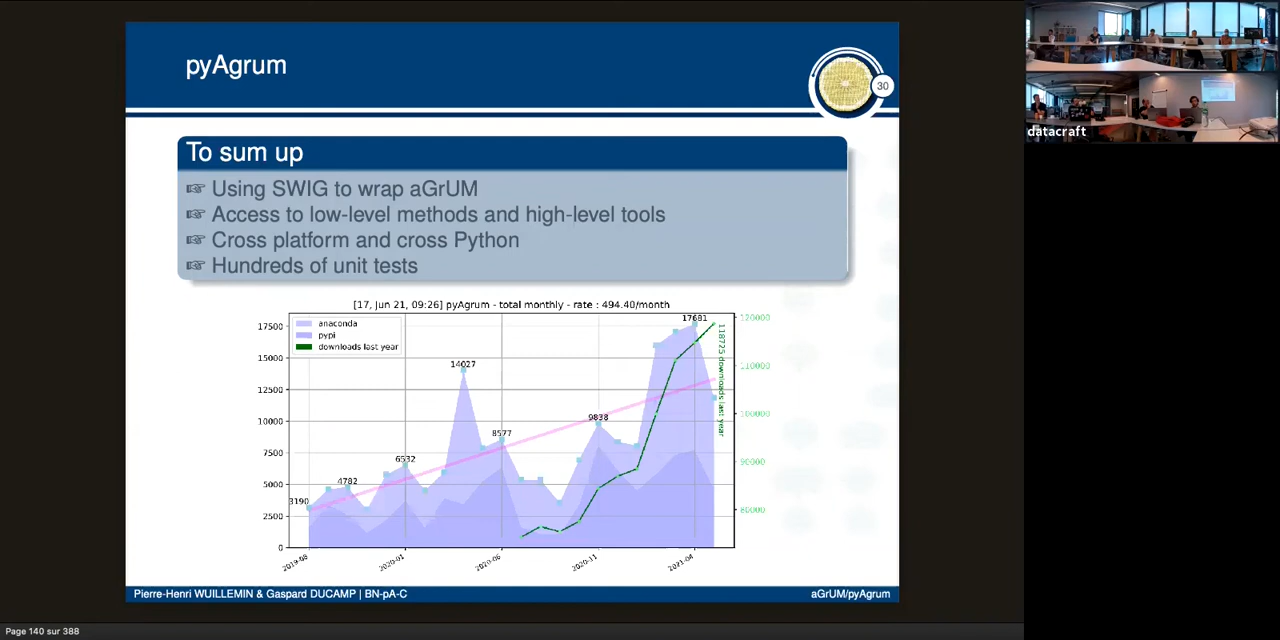 pyAgrum
30
To sum up
☞ Using SWIG to wrap aGrUM
☞ Access to low-level methods and high-level tools
☞ Cross platform and cross Python
☞ Hundreds of unit tests
[17, Jun 21, 09:26] pyAgrum - total monthly - rate : 494.40/month
anaconda
pypi
downloads last year
17500
15000
12500
10000
7500
5000
2500
0
3190
4782
6532
14027
8577
9838
17681
120000
110000
100000
90000
80000
118725 downloads last year
2019-08
2020-01
2020-06
2020-11
2021-04
Pierre-Henri WUILLEMIN & Gaspard DUCAMP | BN-pA-C
aGrUM/pyAgrum
Page 140 sur 388
datacraft